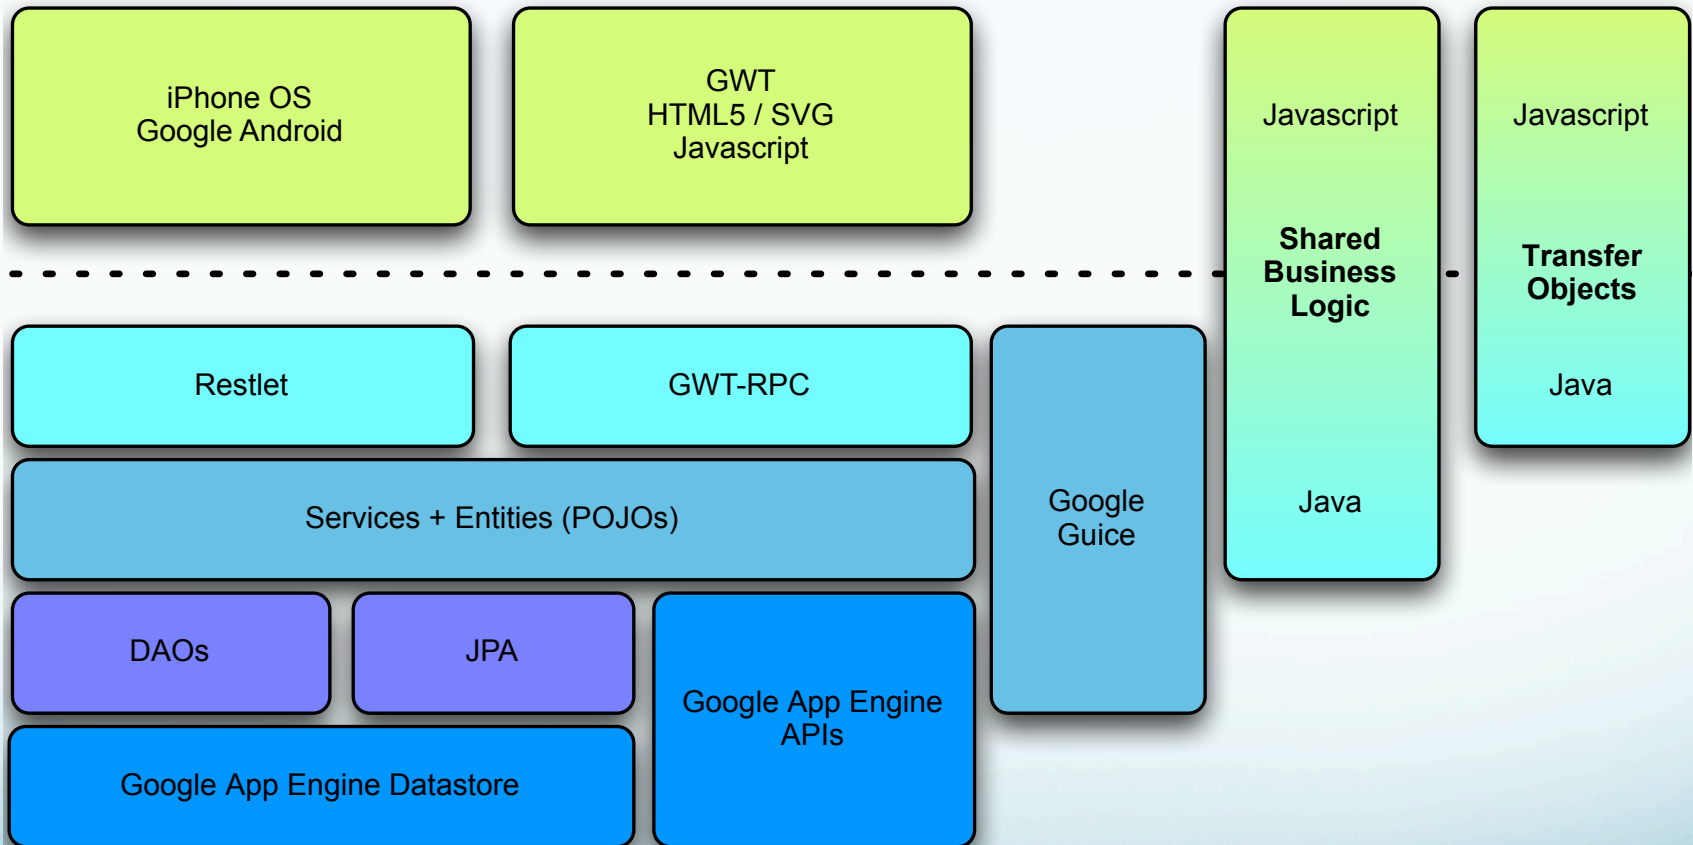 iPhone OS
Google Android
GWT
HTML5 / SVG
Javascript
Javascript
Shared
Business
Logic
Java
Javascript
Transfer
Objects
Java
Restlet
GWT-RPC
Services + Entities (POJOs)
Google
Guice
DAOs
JPA
Google App Engine
APIs
Google App Engine Datastore